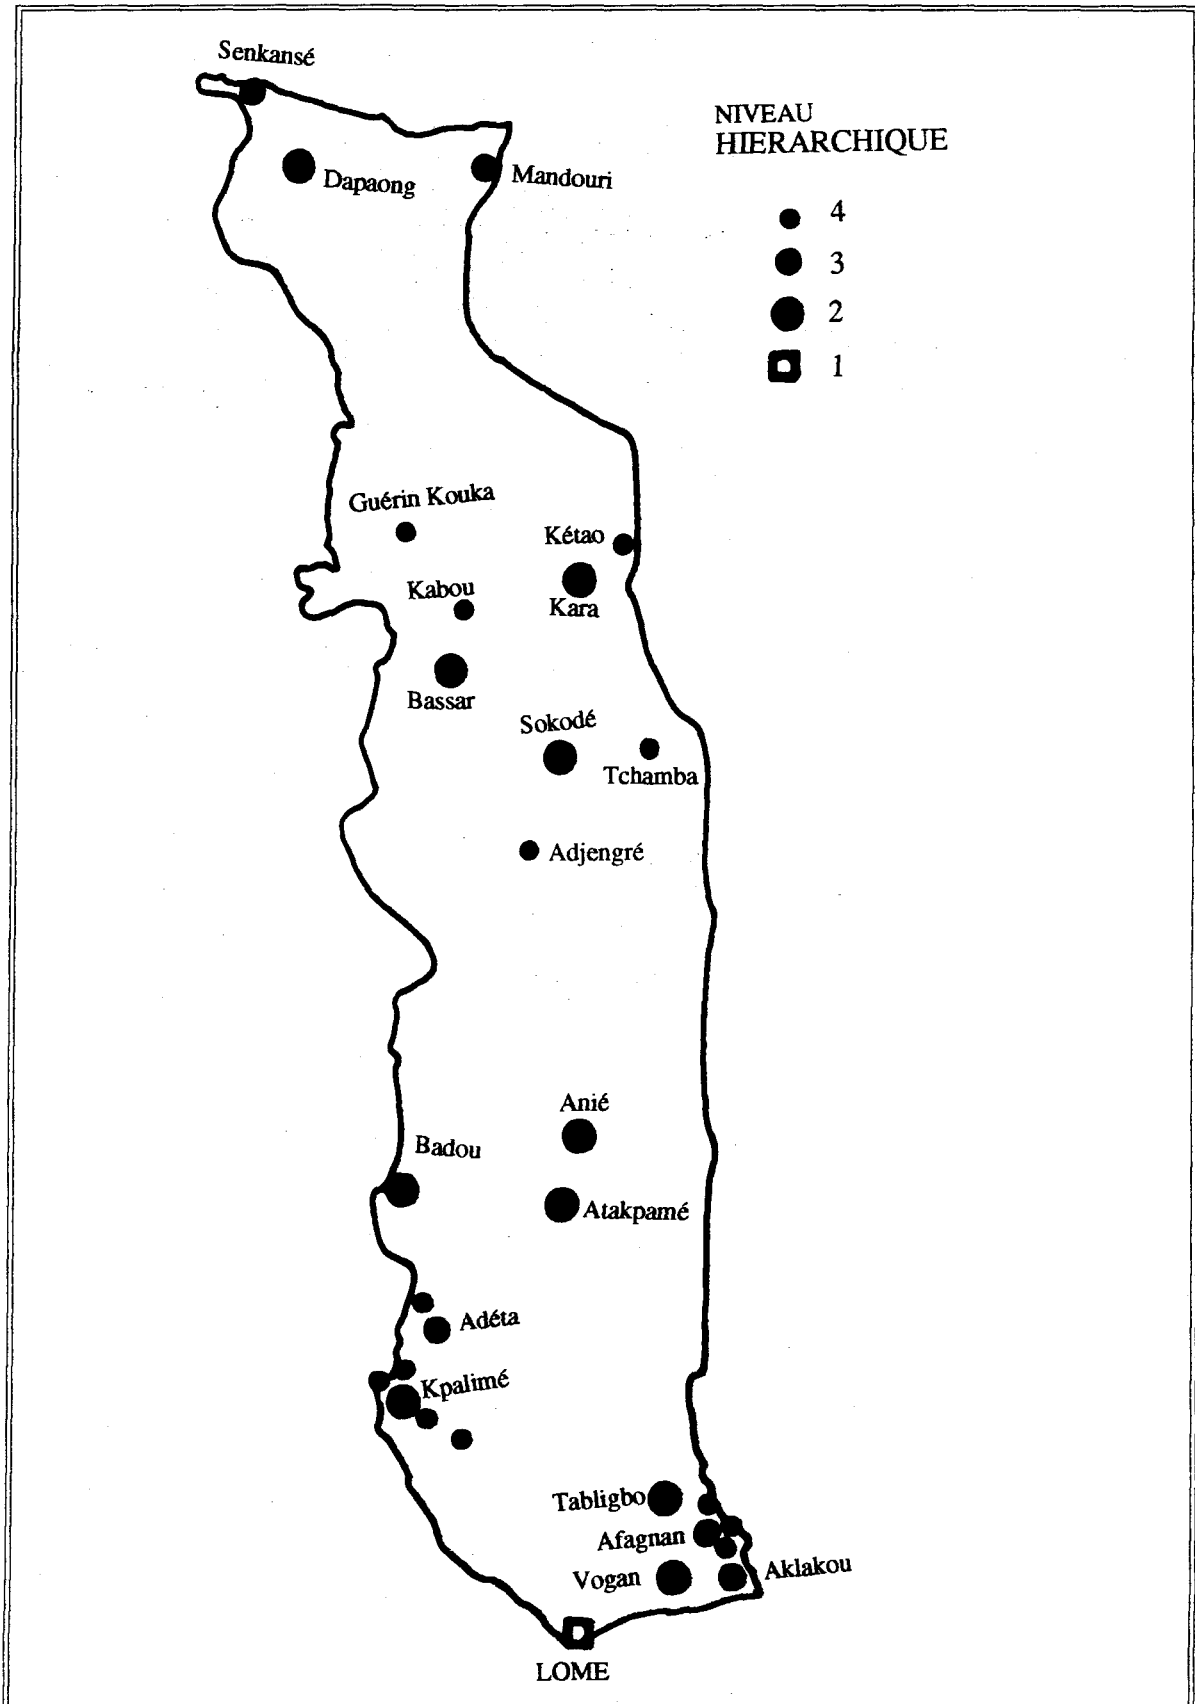 Senkansé
NIVEAU
HIERARCHIQUE
Dapaong
Mandouri
4
3
2
1
Guérin Kouka
Kétao
Kabou
Kara
Bassar
Sokodé
Tchamba
Adjengré
Anié
Badou
Atakpamé
Adéta
Kpalimé
Tabligbo
Afagnan
Vogan
Aklakou
LOME